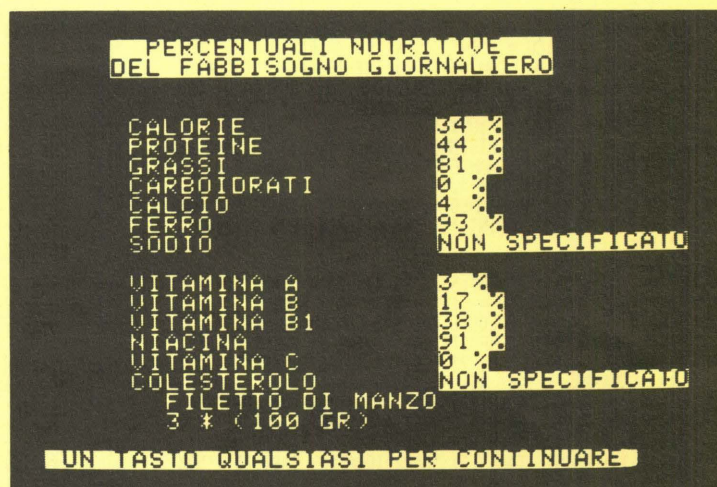 PERCENTUALI NUTRITIVE
DEL FABBISOGNO GIORNALIERO
CALORIE 34 %
PROTEINE 44 %
GRASSI 81 %
CARBOIDRATI 0 %
CALCIO 4 %
FERRO 93 %
SODIO NON SPECIFICATO
VITAMINA A 3 %
VITAMINA B 17 %
VITAMINA B1 38 %
NIACINA 91 %
VITAMINA C 0 %
COLESTEROLO NON SPECIFICATO
FILETTO DI MANZO
3 * (100 GR)
UN TASTO QUALSIASI PER CONTINUARE